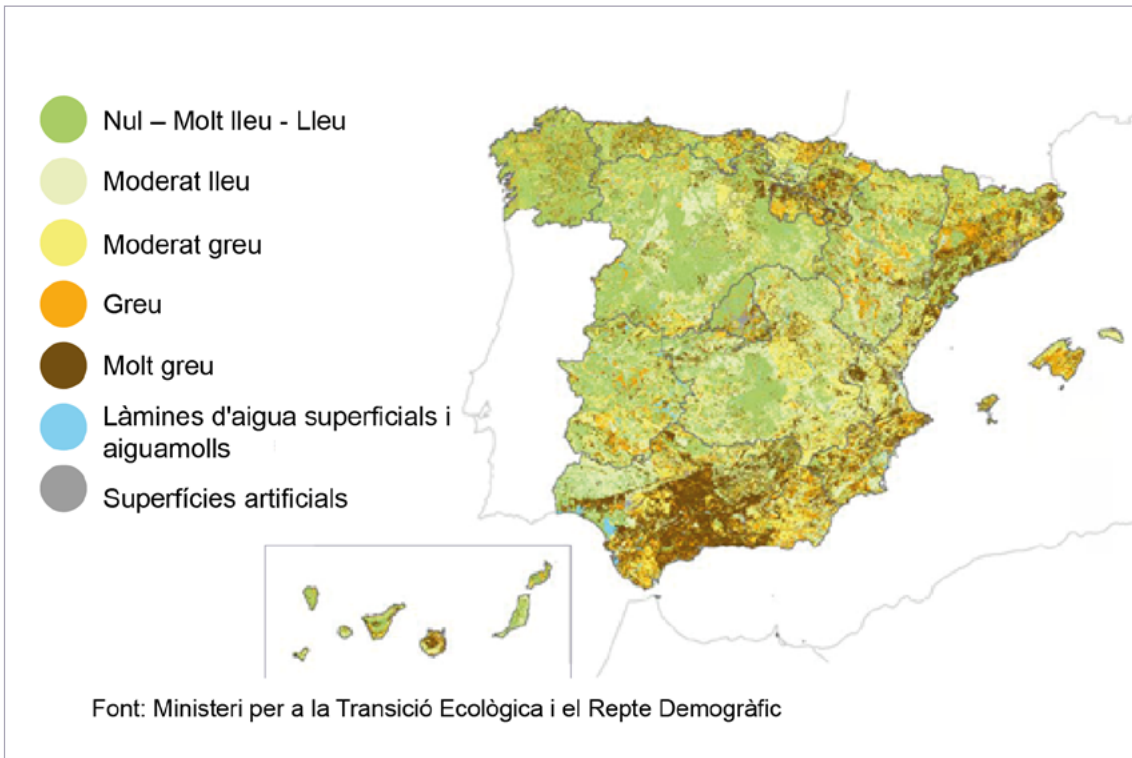 Nul – Molt lleu - Lleu
Moderat lleu
Moderat greu
Greu
Molt greu
Làmines d'aigua superficials i
aiguamolls
Superfícies artificials
Font: Ministeri per a la Transició Ecològica i el Repte Demogràfic